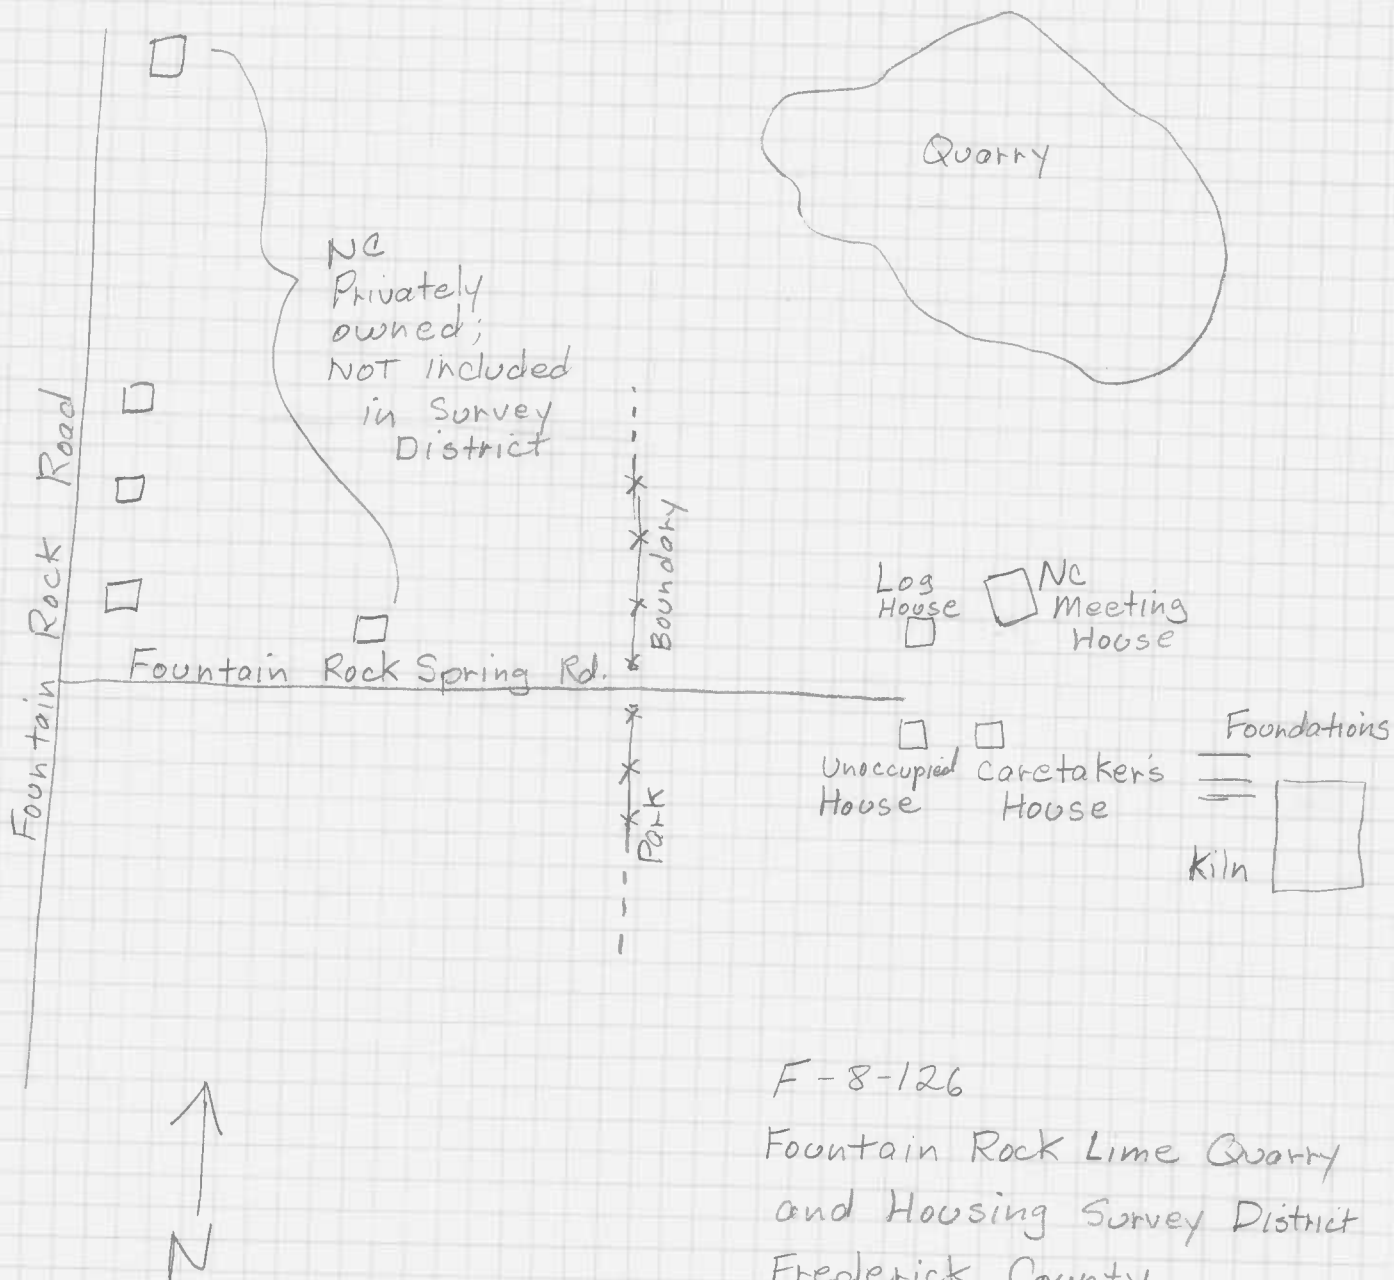 Quarry
NC
Privately
owned;
NOT included
in Survey
District
Fountain Rock Road
Boundary
Park
Log
House
NC
Meeting
House
Fountain Rock Spring Rd.
Unoccupied
House
Caretaker's
House
Foundations
Kiln
N
F-8-126
Fountain Rock Lime Quarry
and Housing Survey District
Frederick County